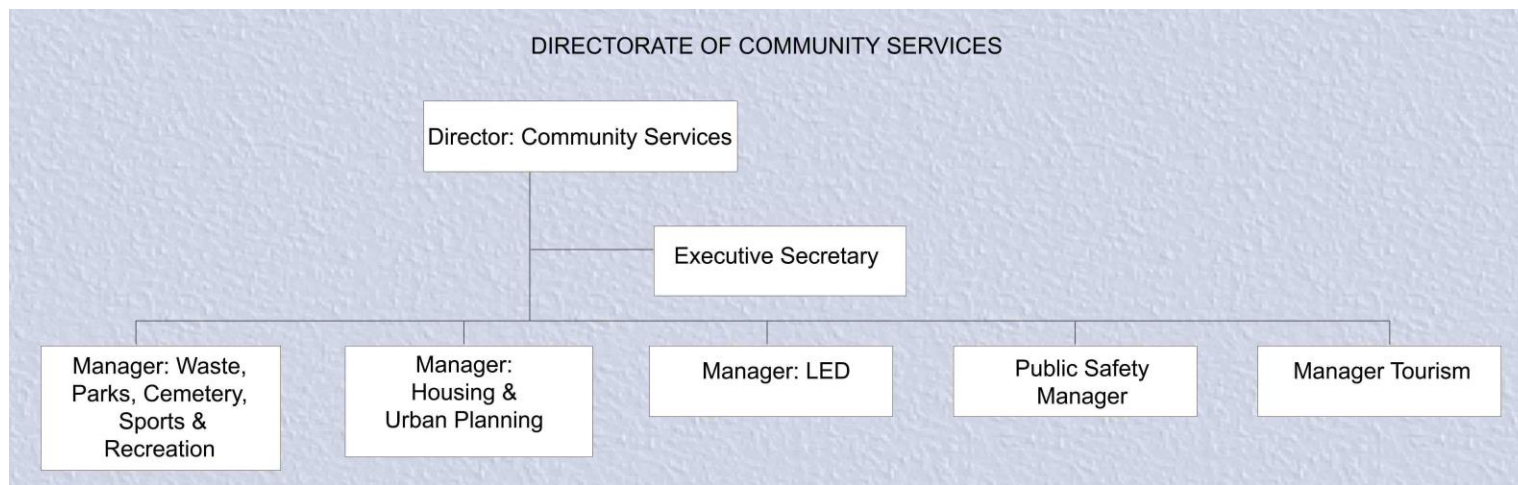 DIRECTORATE OF COMMUNITY SERVICES
Director: Community Services
Executive Secretary
Manager: Waste,
Parks, Cemetery,
Sports &
Recreation
Manager:
Housing &
Urban Planning
Manager: LED
Public Safety
Manager
Manager Tourism